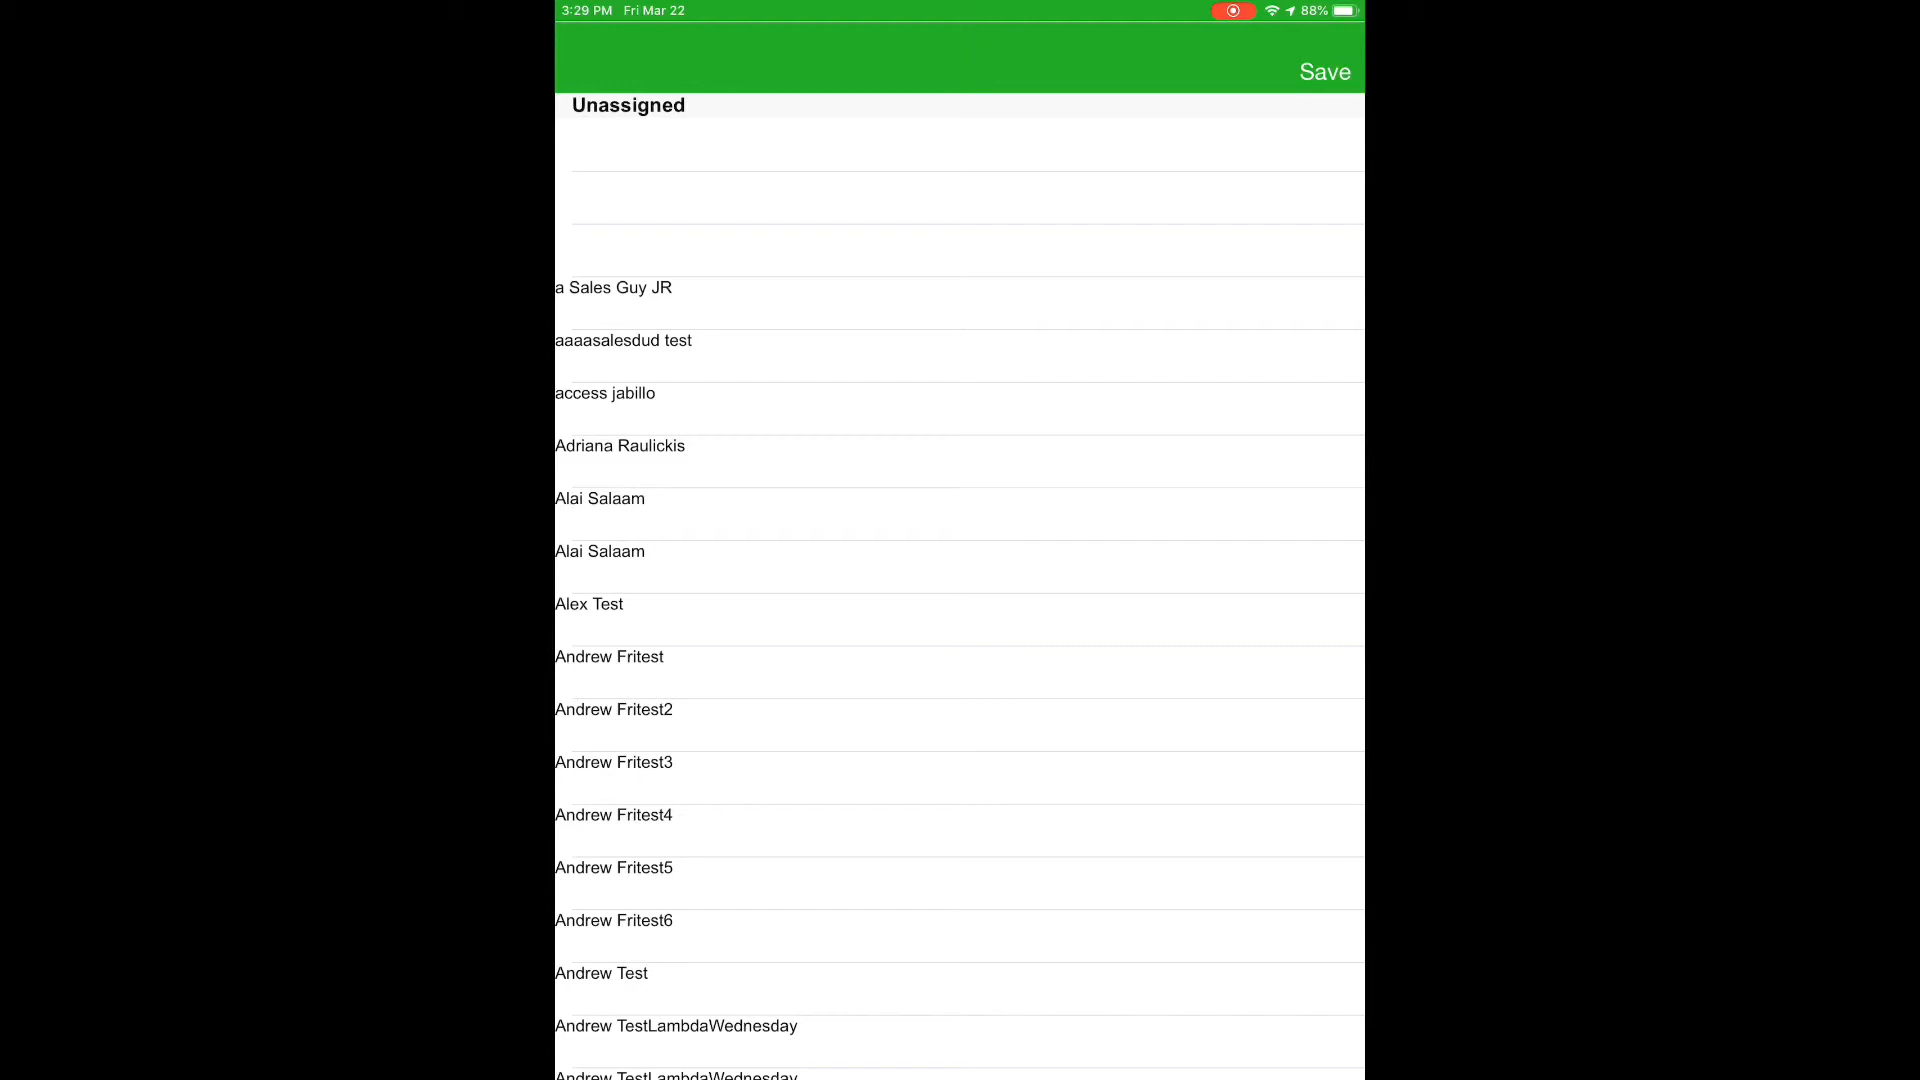 3:29 PM Fri Mar 22
88%
Save
Unassigned
a Sales Guy JR
aaaasalesdud test
access jabillo
Adriana Raulickis
Alai Salaam
Alai Salaam
Alex Test
Andrew Fritest
Andrew Fritest2
Andrew Fritest3
Andrew Fritest4
Andrew Fritest5
Andrew Fritest6
Andrew Test
Andrew TestLambdaWednesday
Andrew TestLambdaWednesday